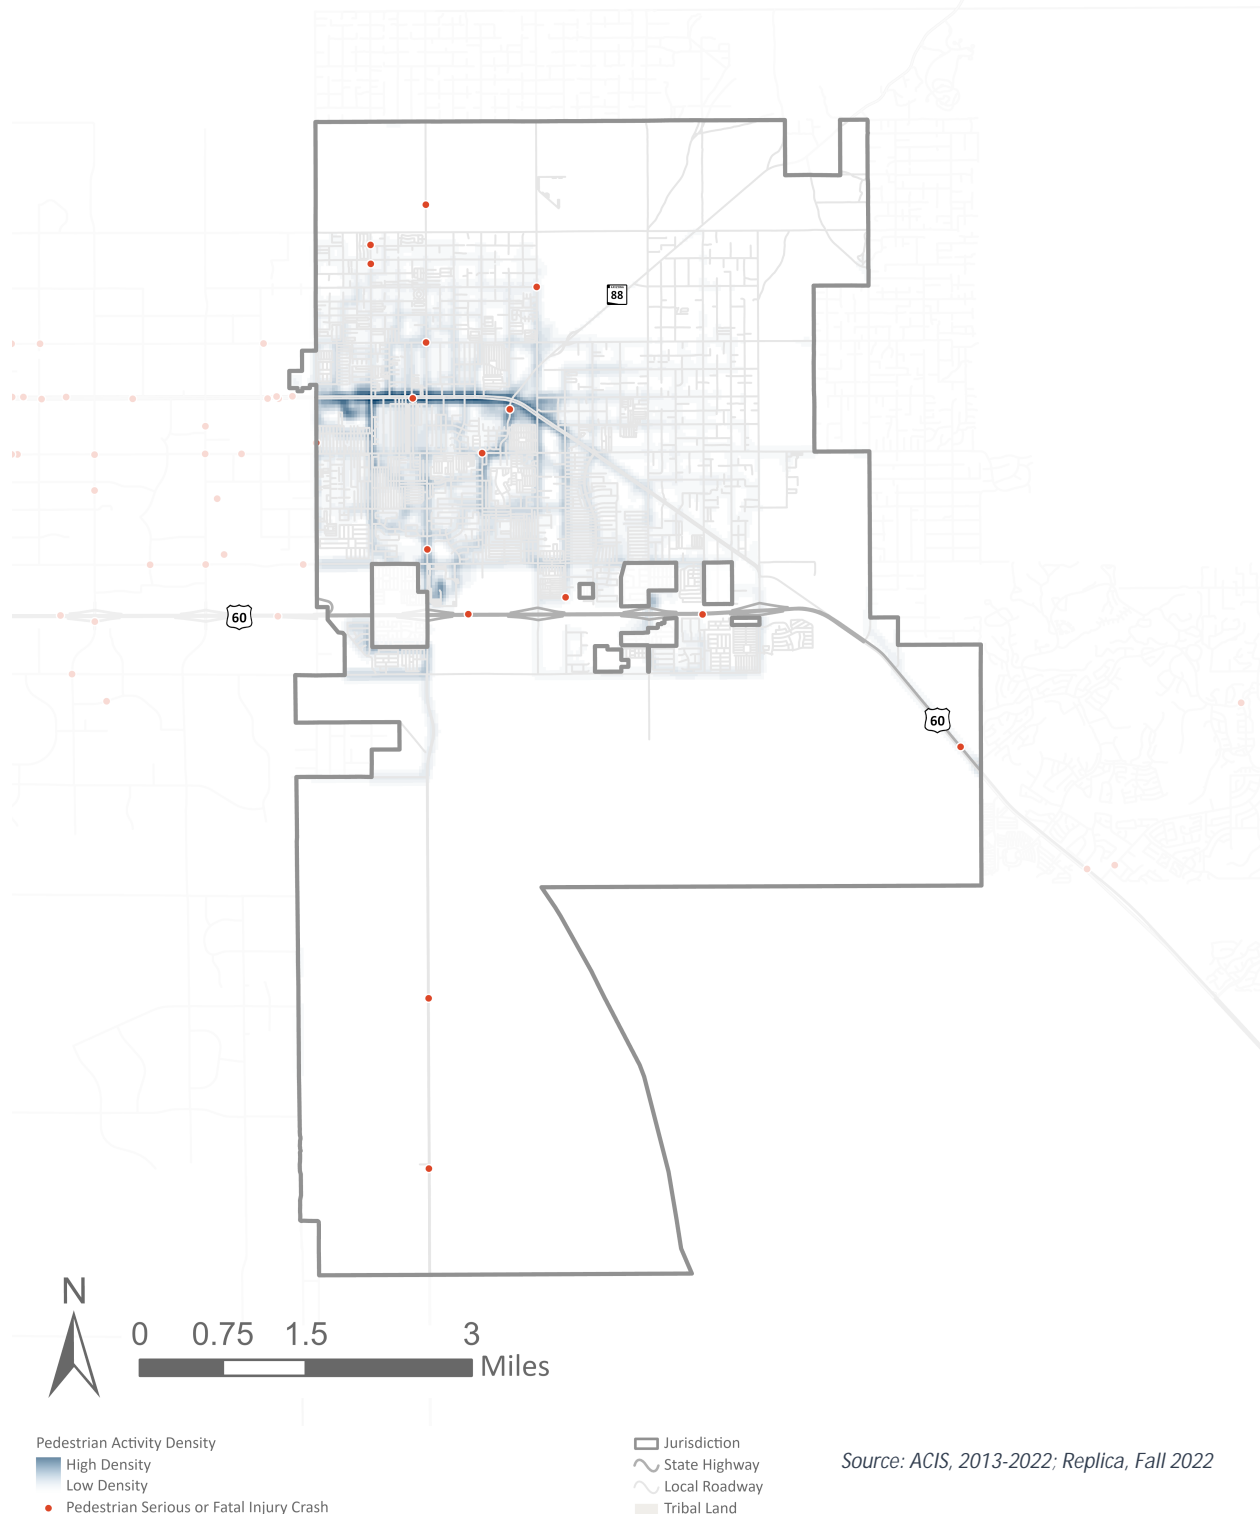 88
60
60
N
0 0.75 1.5 3
Miles
Pedestrian Activity Density
High Density
Low Density
Pedestrian Serious or Fatal Injury Crash
Jurisdiction
State Highway
Local Roadway
Tribal Land
Source: ACIS, 2013-2022; Replica, Fall 2022